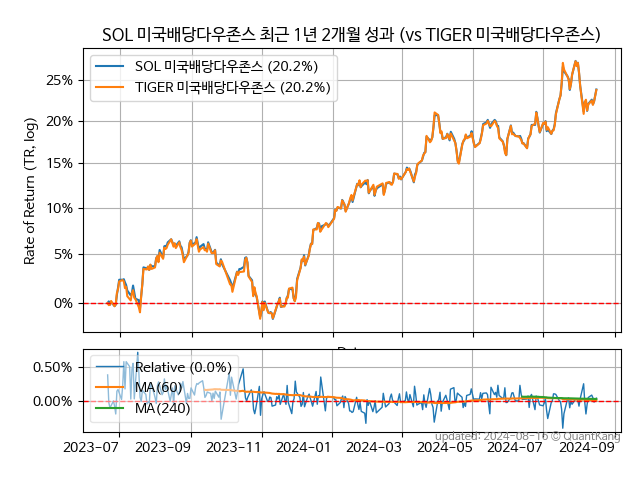 SOL 미국배당다우존스 최근 1년 2개월 성과 (vs TIGER 미국배당다우존스)
SOL 미국배당다우존스 (20.2%)
TIGER 미국배당다우존스 (20.2%)
Rate of Return (TR, log)
25%
20%
15%
10%
5%
0%
0.50%
0.00%
Relative (0.0%)
MA(60)
MA(240)
2023-07
2023-09
2023-11
2024-01
2024-03
2024-05
2024-07
2024-09
updated: 2024-08-16 © QuantKang